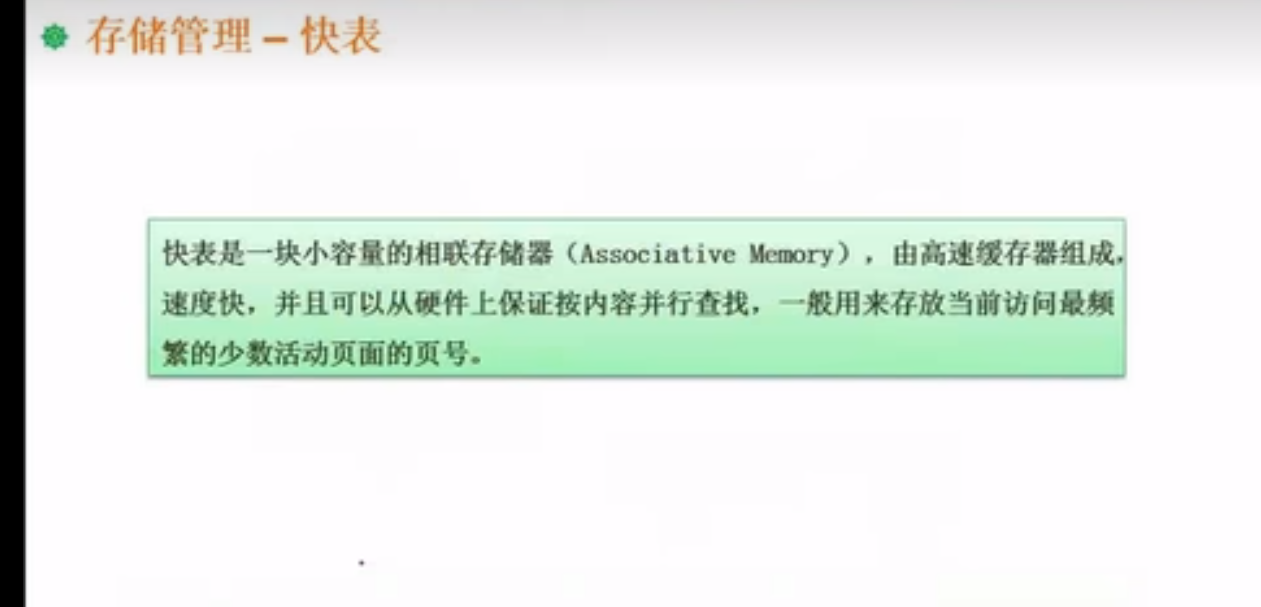 存储管理 – 快表
快表是一块小容量的相联存储器（Associative Memory），由高速缓存器组成，
速度快，并且可以从硬件上保证按内容并行查找，一般用来存放当前访问最频
繁的少数活动页面的页号。